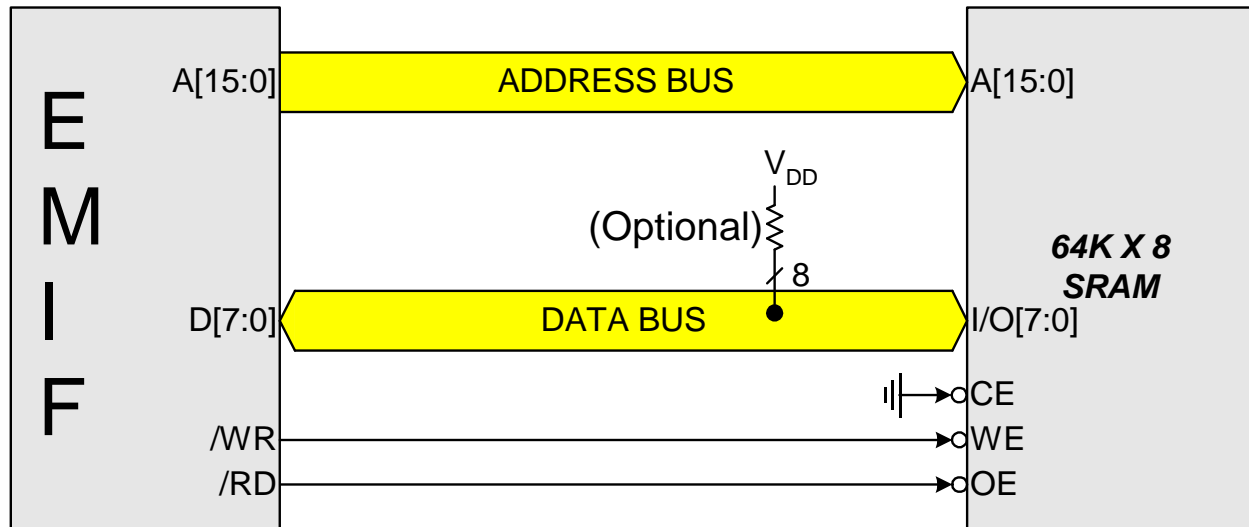 EMIF
A[15:0]
ADDRESS BUS
A[15:0]
VDD
(Optional)
8
64K X 8
SRAM
D[7:0]
DATA BUS
I/O[7:0]
CE
/WR
WE
/RD
OE